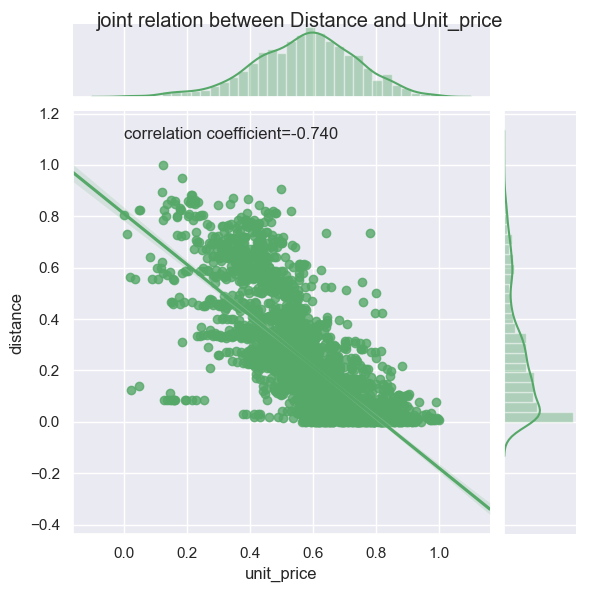 joint relation between Distance and Unit_price
correlation coefficient=-0.740
1.2
1.0
0.8
0.6
0.4
0.2
0.0
−0.2
−0.4
distance
0.0 0.2 0.4 0.6 0.8 1.0
unit_price